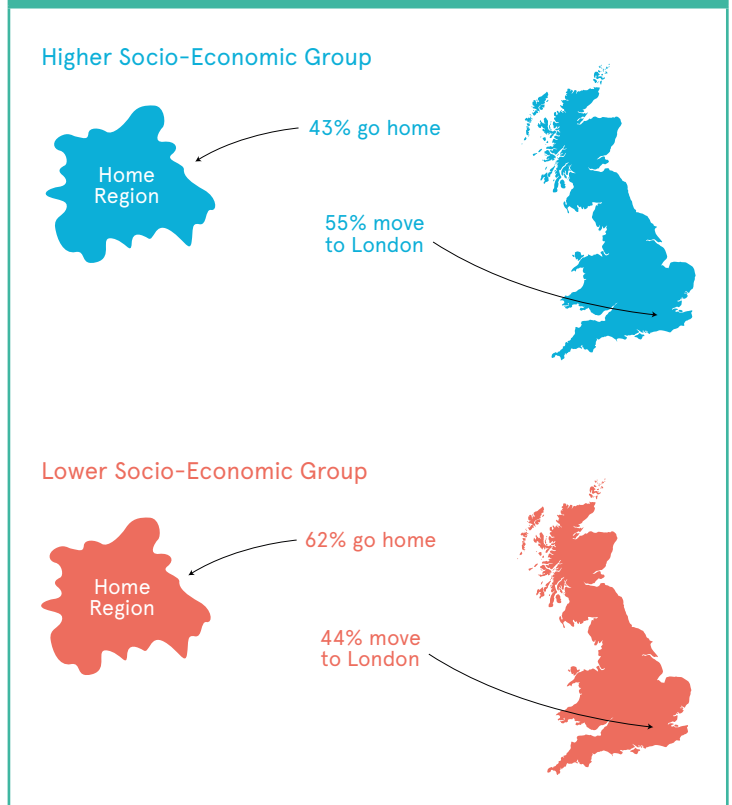 Higher Socio-Economic Group
43% go home
Home
Region
55% move
to London
Lower Socio-Economic Group
62% go home
Home
Region
44% move
to London